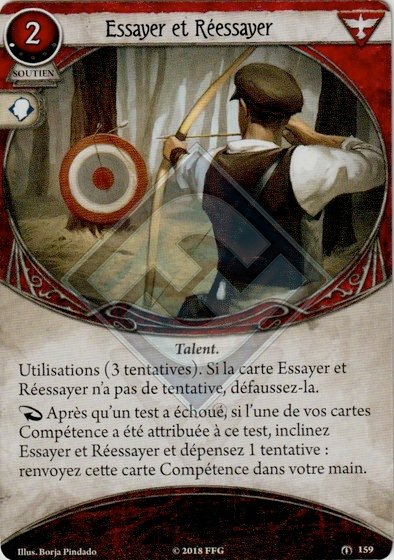 2
Essayer et Réessayer
SOUTIEN
Talent.
Utilisations (3 tentatives). Si la carte Essayer et
Réessayer n'a pas de tentative, défaussez-la.
Après qu'un test a échoué, si l'une de vos cartes
Compétence a été attribuée à ce test, inclinez
Essayer et Réessayer et dépensez 1 tentative :
renvoyez cette carte Compétence dans votre main.
Illus. Borja Pindado © 2018 FFG 159